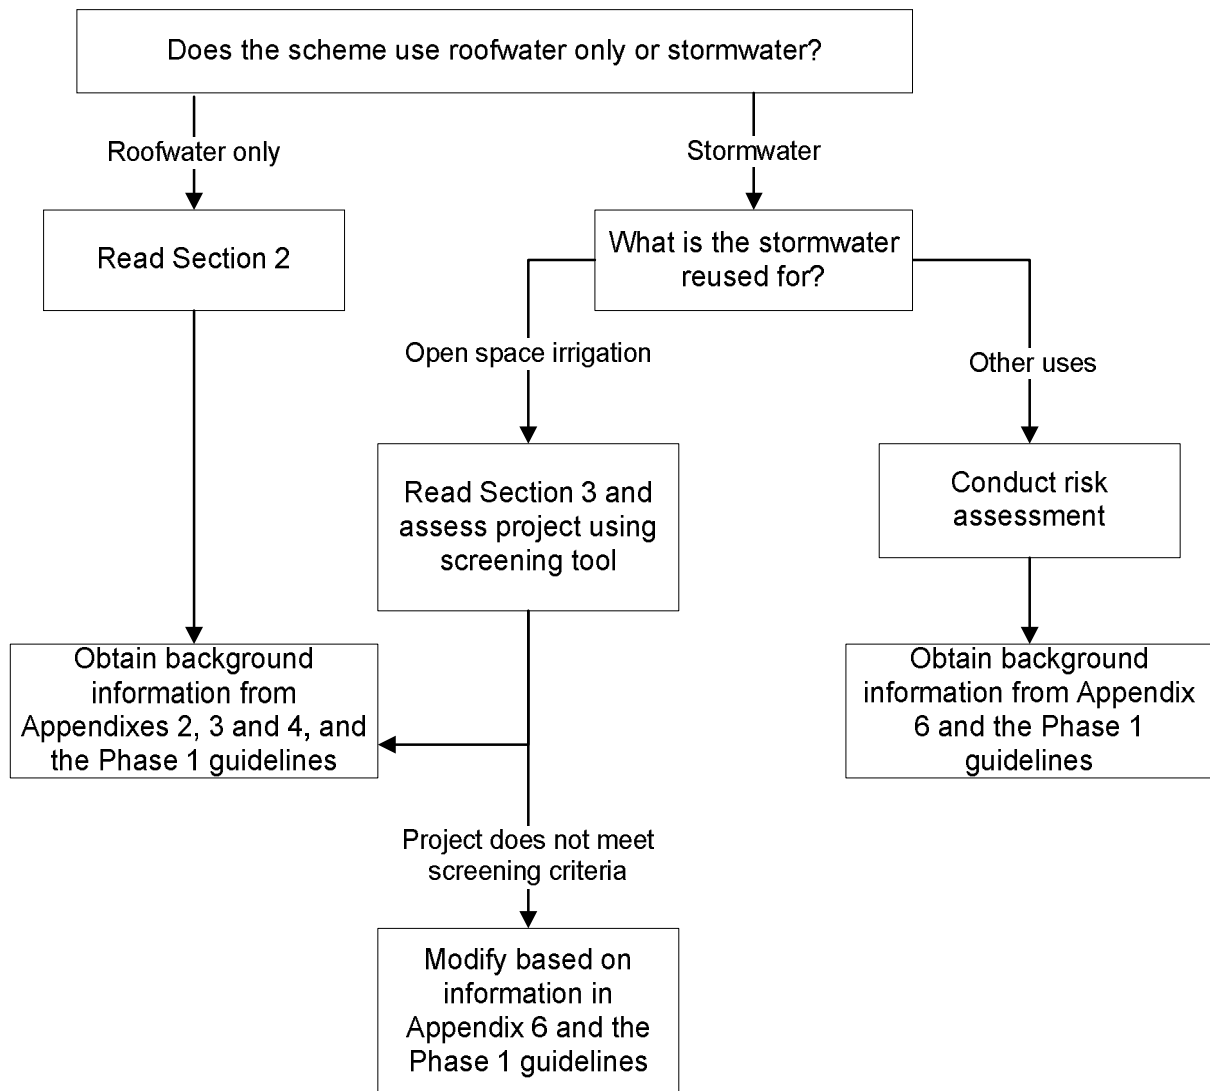 Does the scheme use roofwater only or stormwater?
Roofwater only
Stormwater
Read Section 2
What is the stormwater
reused for?
Open space irrigation
Other uses
Read Section 3 and
assess project using
screening tool
Conduct risk
assessment
Obtain background
information from
Appendixes 2, 3 and 4, and
the Phase 1 guidelines
Obtain background
information from Appendix
6 and the Phase 1
guidelines
Project does not meet
screening criteria
Modify based on
information in
Appendix 6 and the
Phase 1 guidelines